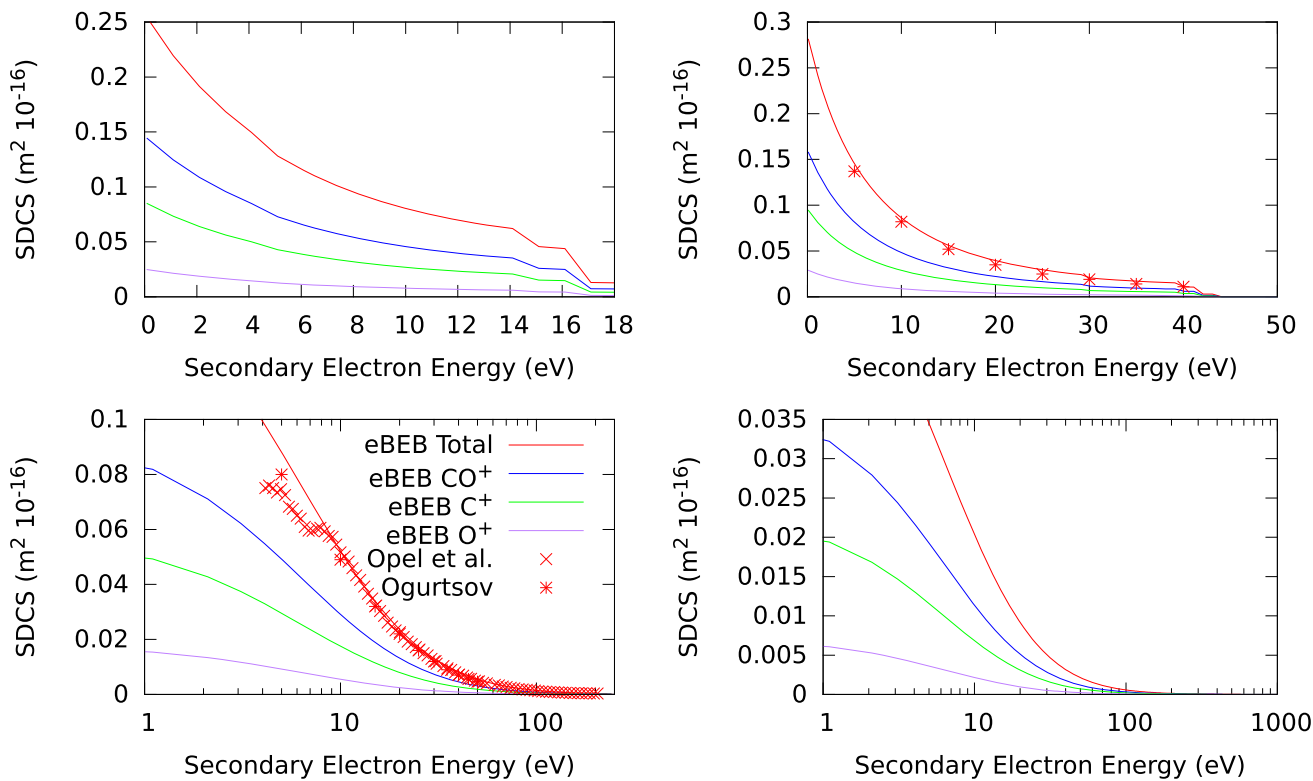 0.25
0.2
0.15
0.1
0.05
0
0 2 4 6 8 10 12 14 16 18
SDCS (m² 10⁻¹⁶)
Secondary Electron Energy (eV)
0.3
0.25
0.2
0.15
0.1
0.05
0
0 10 20 30 40 50
SDCS (m² 10⁻¹⁶)
Secondary Electron Energy (eV)
0.1
0.08
0.06
0.04
0.02
0
1 10 100
SDCS (m² 10⁻¹⁶)
Secondary Electron Energy (eV)
eBEB Total
eBEB CO⁺
eBEB C⁺
eBEB O⁺
Opel et al.
Ogurtsov
0.035
0.03
0.025
0.02
0.015
0.01
0.005
0
1 10 100 1000
SDCS (m² 10⁻¹⁶)
Secondary Electron Energy (eV)